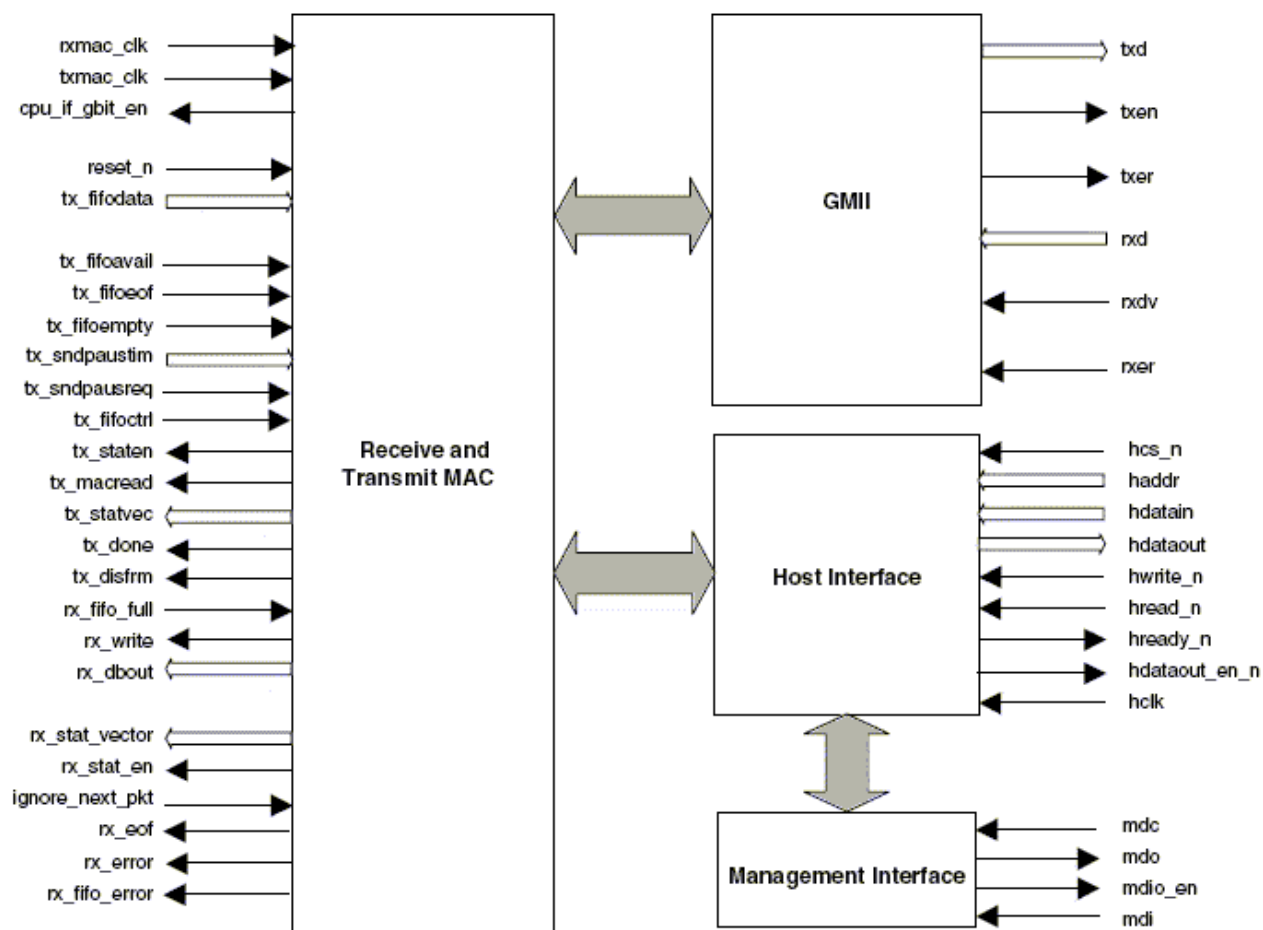 rxmac_clk
txmac_clk
cpu_if_gbit_en
reset_n
tx_fifodata
tx_fifoavail
tx_fifoeof
tx_fifoempty
tx_sndpaustim
tx_sndpausreq
tx_fifoctrl
tx_staten
tx_macread
tx_statvec
tx_done
tx_disfrm
rx_fifo_full
rx_write
rx_dbout
rx_stat_vector
rx_stat_en
ignore_next_pkt
rx_eof
rx_error
rx_fifo_error
Receive and
Transmit MAC
GMII
txd
txen
txer
rxd
rxdv
rxer
Host Interface
hcs_n
haddr
hdatain
hdataout
hwrite_n
hread_n
hready_n
hdataout_en_n
hclk
Management Interface
mdc
mdo
mdio_en
mdi